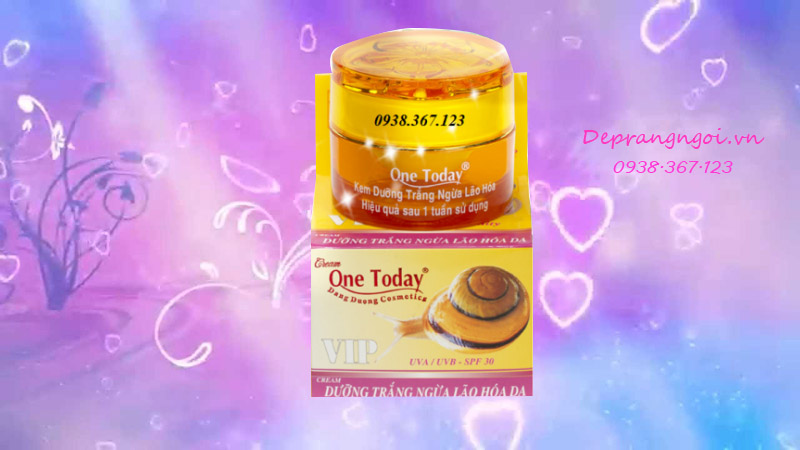 0938.367.123
One Today®
Kem Dưỡng Trắng Ngừa Lão Hóa
Hiệu quả sau 1 tuần sử dụng
DƯỠNG TRẮNG NGỪA LÃO HÓA DA
Cream
One Today®
Dang Duong Cosmetics
VIP
UVA / UVB - SPF 30
CREAM
DƯỠNG TRẮNG NGỪA LÃO HÓA DA
Deprangngoi.vn
0938.367.123